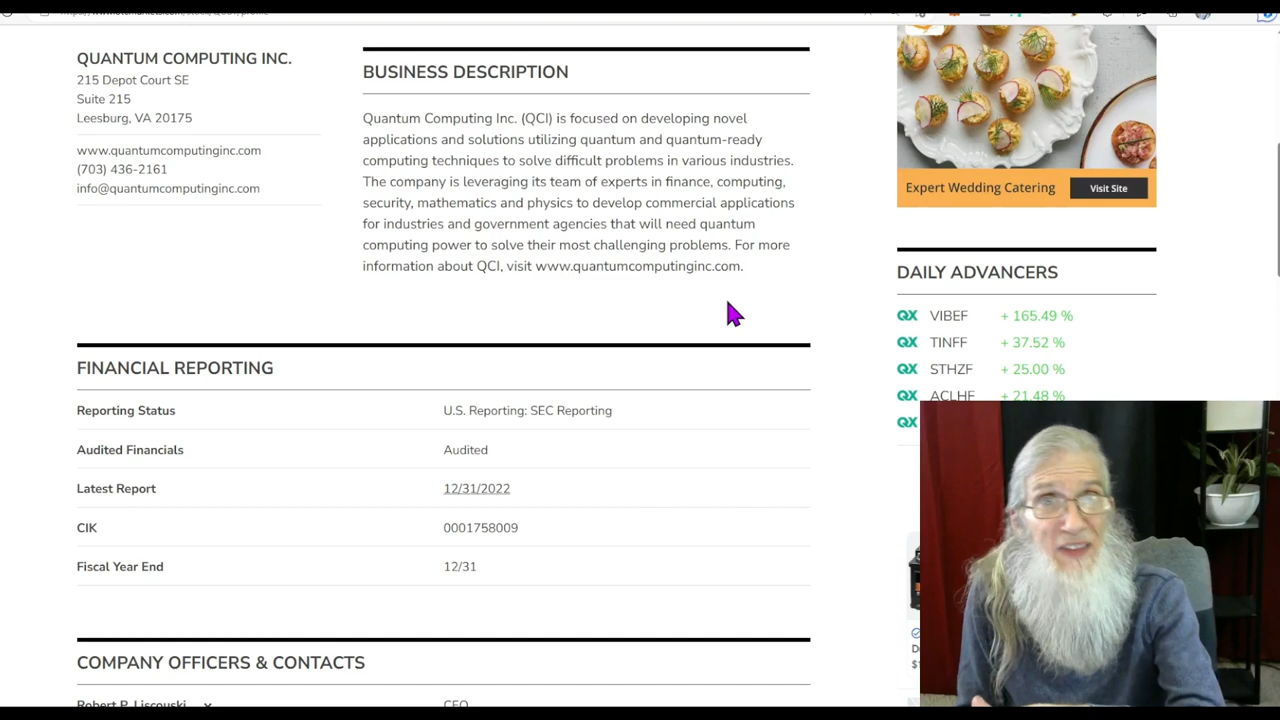 QUANTUM COMPUTING INC.
215 Depot Court SE
Suite 215
Leesburg, VA 20175
www.quantumcomputinginc.com
(703) 436-2161
info@quantumcomputinginc.com
BUSINESS DESCRIPTION
Quantum Computing Inc. (QCI) is focused on developing novel
applications and solutions utilizing quantum and quantum-ready
computing techniques to solve difficult problems in various industries.
The company is leveraging its team of experts in finance, computing,
security, mathematics and physics to develop commercial applications
for industries and government agencies that will need quantum
computing power to solve their most challenging problems. For more
information about QCI, visit www.quantumcomputinginc.com.
FINANCIAL REPORTING
Reporting Status U.S. Reporting: SEC Reporting
Audited Financials Audited
Latest Report 12/31/2022
CIK 0001758009
Fiscal Year End 12/31
COMPANY OFFICERS & CONTACTS
Robert P. Liscouski CEO
Expert Wedding Catering Visit Site
DAILY ADVANCERS
QX VIBEF + 165.49 %
QX TINFF + 37.52 %
QX STHZF + 25.00 %
QX ACLHF + 21.48 %
QX